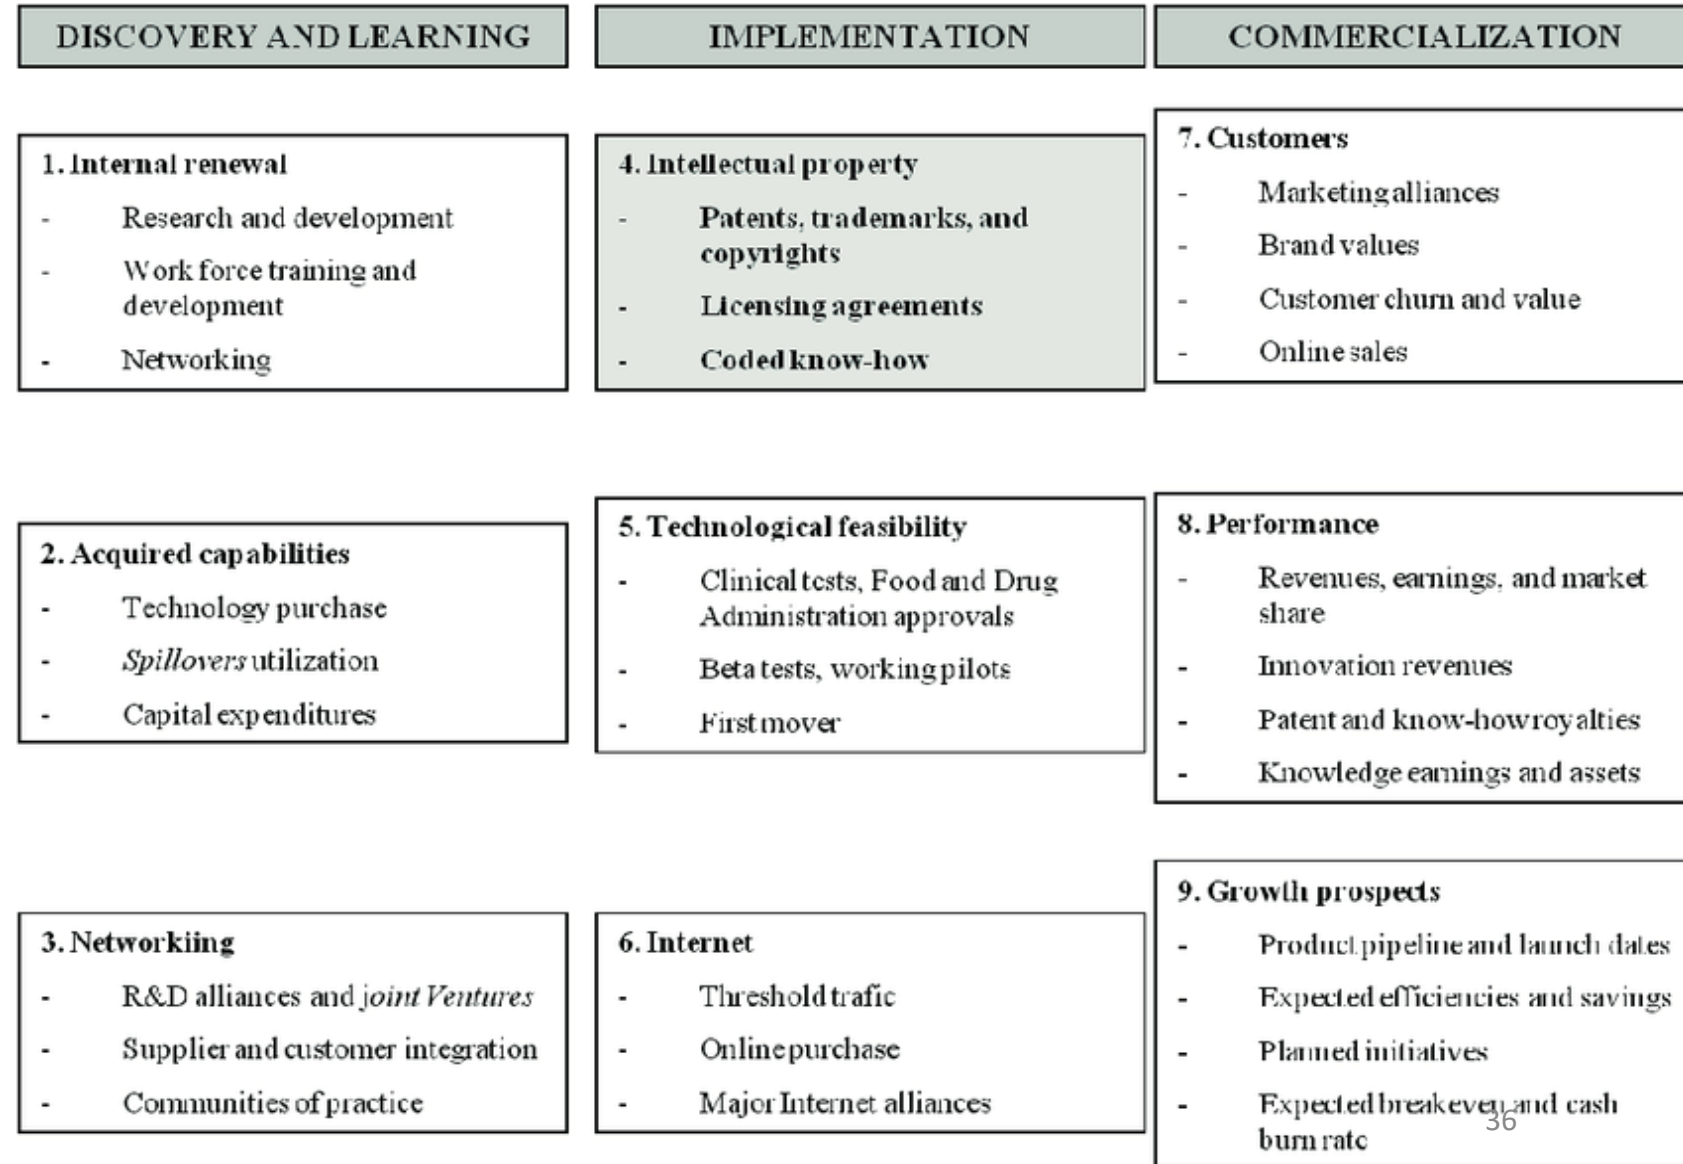 DISCOVERY AND LEARNING
1. Internal renewal
- Research and development
- Work force training and
development
- Networking
2. Acquired capabilities
- Technology purchase
- Spillovers utilization
- Capital expenditures
3. Networkiing
- R&D alliances and joint Ventures
- Supplier and customer integration
- Communities of practice
IMPLEMENTATION
4. Intellectual property
- Patents, trademarks, and
copyrights
- Licensing agreements
- Coded know-how
5. Technological feasibility
- Clinical tests, Food and Drug
Administration approvals
- Beta tests, working pilots
- First mover
6. Internet
- Threshold trafic
- Online purchase
- Major Internet alliances
COMMERCIALIZATION
7. Customers
- Marketing alliances
- Brand values
- Customer churn and value
- Online sales
8. Performance
- Revenues, earnings, and market
share
- Innovation revenues
- Patent and know-how royalties
- Knowledge earnings and assets
9. Growth prospects
- Product pipeline and launch dates
- Expected efficiencies and savings
- Planned initiatives
- Expected breakeven and cash
burn rate
36